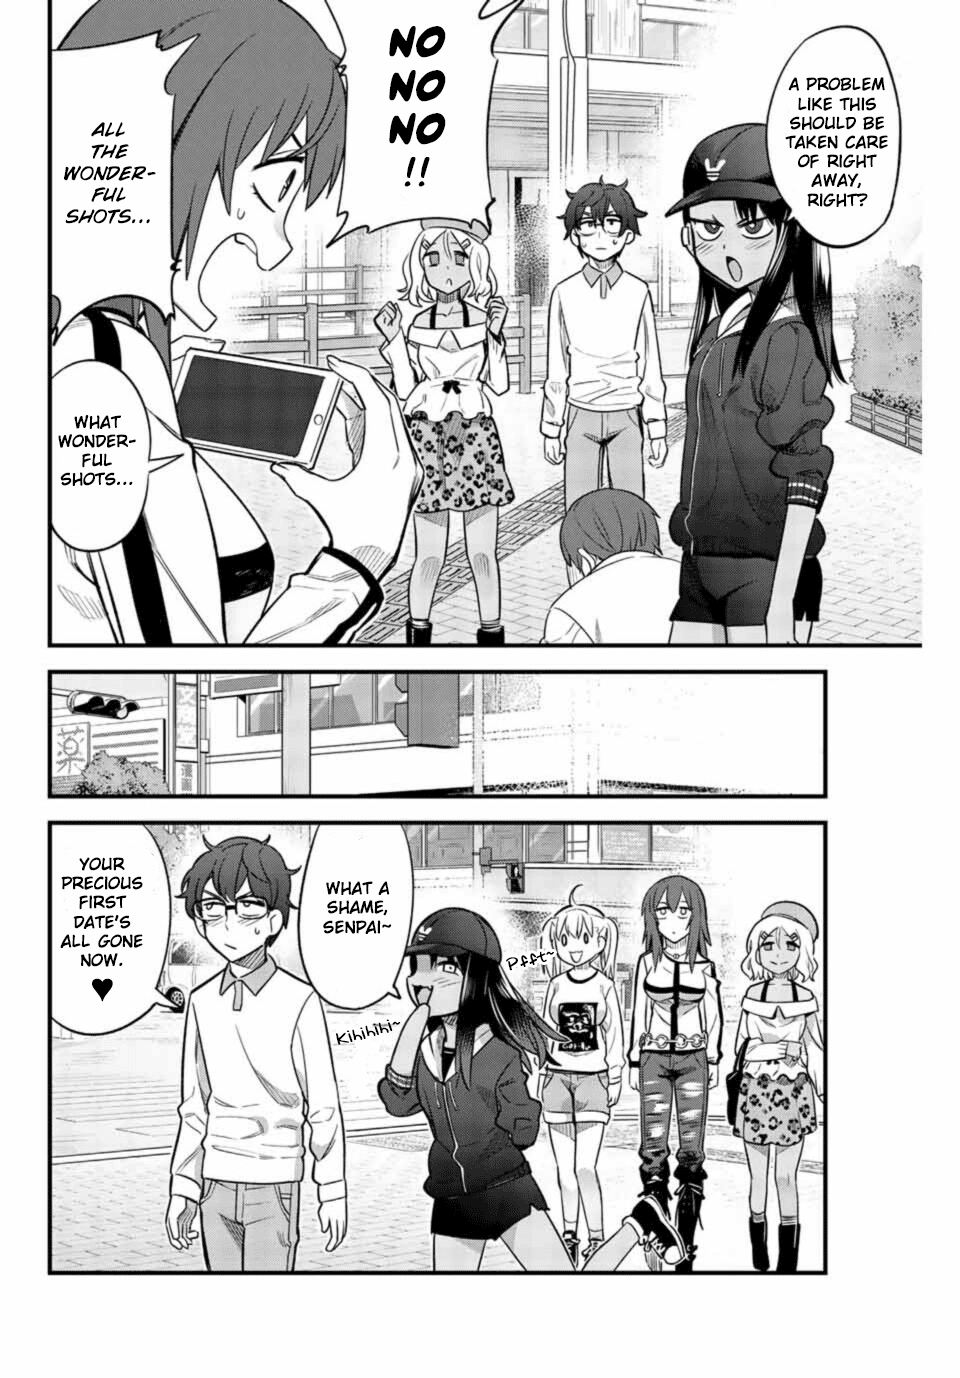 A PROBLEM
LIKE THIS
SHOULD BE
TAKEN CARE
OF RIGHT
AWAY,
RIGHT?
NO
NO
NO
!!
ALL
THE
WONDER-
FUL
SHOTS...
WHAT
WONDER-
FUL
SHOTS...
薬
WHAT A
SHAME,
SENPAI~
YOUR
PRECIOUS
FIRST
DATE'S
ALL GONE
NOW.
♥
Pfft~
Kihihihi~